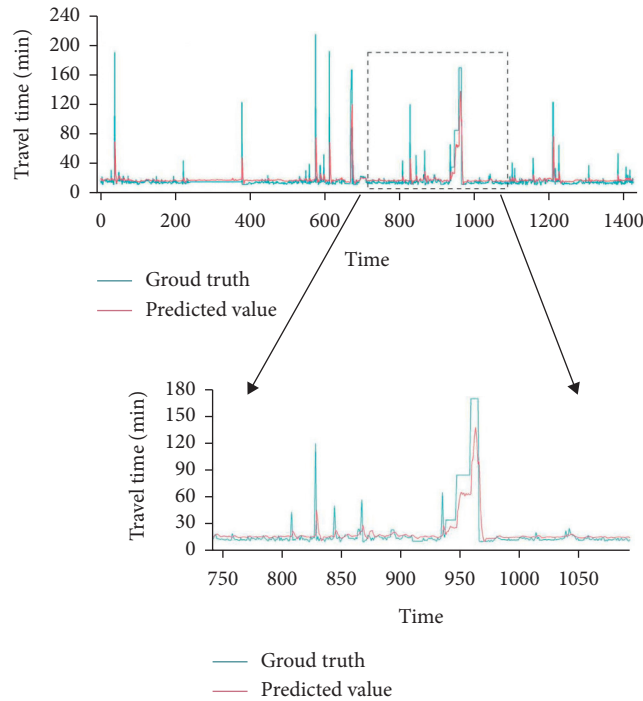 Travel time (min)
240
200
160
120
80
40
0
0 200 400 600 800 1000 1200 1400
Time
Groud truth
Predicted value
Travel time (min)
180
150
120
90
60
30
0
750 800 850 900 950 1000 1050
Time
Groud truth
Predicted value